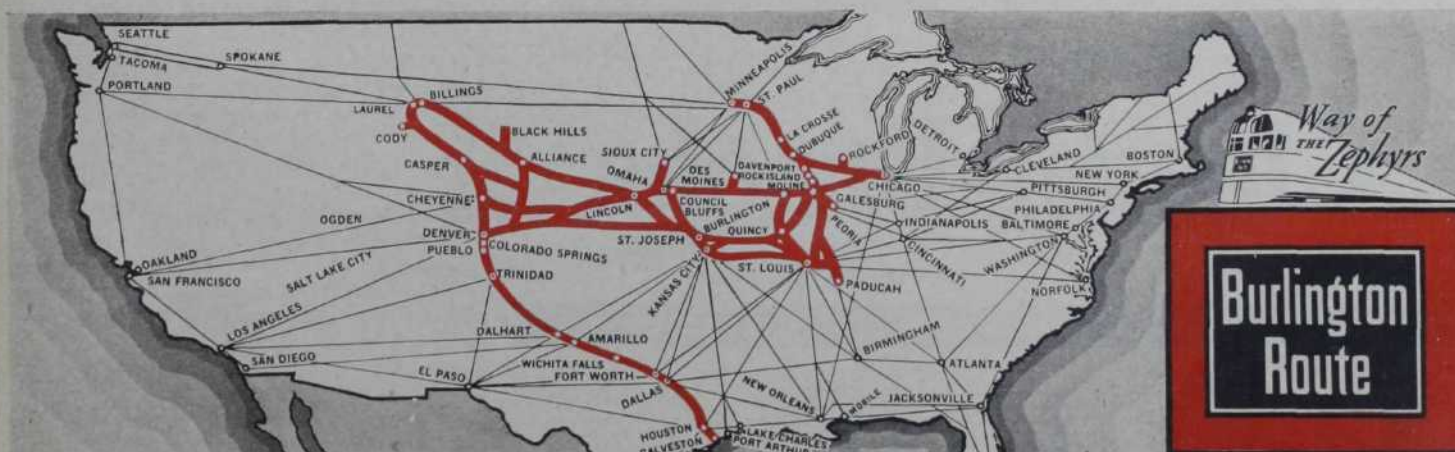 SEATTLE
TACOMA
SPOKANE
PORTLAND
LAUREL
BILLINGS
CODY
BLACK HILLS
CASPER
ALLIANCE
SIOUX CITY
OMAHA
DES
MOINES
MINNEAPOLIS
ST. PAUL
LA CROSSE
DUBUQUE
ROCKFORD
DETROIT
DAVENPORT
ROCK ISLAND
MOLINE
CHICAGO
CLEVELAND
BOSTON
NEW YORK
PITTSBURGH
PHILADELPHIA
BALTIMORE
WASHINGTON
CHEYENNE
OGDEN
LINCOLN
COUNCIL
BLUFFS
BURLINGTON
GALESBURG
PEORIA
INDIANAPOLIS
CINCINNATI
DENVER
PUEBLO
COLORADO SPRINGS
ST. JOSEPH
QUINCY
OAKLAND
SAN FRANCISCO
SALT LAKE CITY
TRINIDAD
KANSAS CITY
ST. LOUIS
PADUCAH
NORFOLK
LOS ANGELES
SAN DIEGO
DALHART
AMARILLO
BIRMINGHAM
ATLANTA
EL PASO
WICHITA FALLS
FORT WORTH
DALLAS
NEW ORLEANS
MOBILE
JACKSONVILLE
HOUSTON
GALVESTON
LAKE CHARLES
PORT ARTHUR
Way of
THE Zephyrs
Burlington
Route